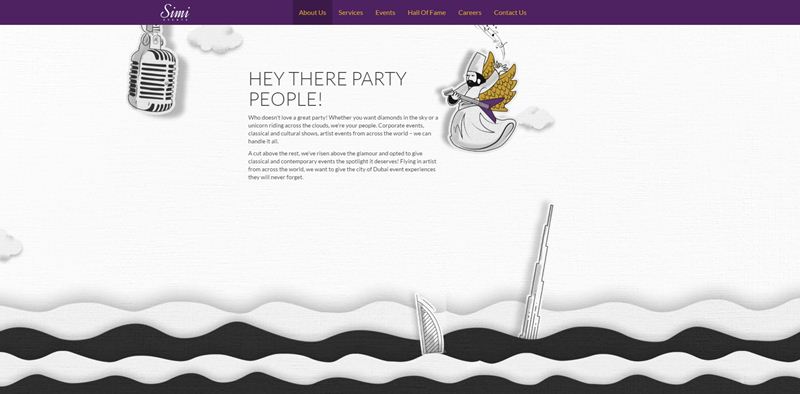 Simi
EVENTS
About Us
Services
Events
Hall Of Fame
Careers
Contact Us
HEY THERE PARTY
PEOPLE!
Who doesn't love a great party! Whether you want diamonds in the sky or a
unicorn riding across the clouds, we're your people. Corporate events,
classical and cultural shows, artist events from across the world – we can
handle it all.
A cut above the rest, we've risen above the glamour and opted to give
classical and contemporary events the spotlight it deserves! Flying in artist
from across the world, we want to give the city of Dubai event experiences
they will never forget.